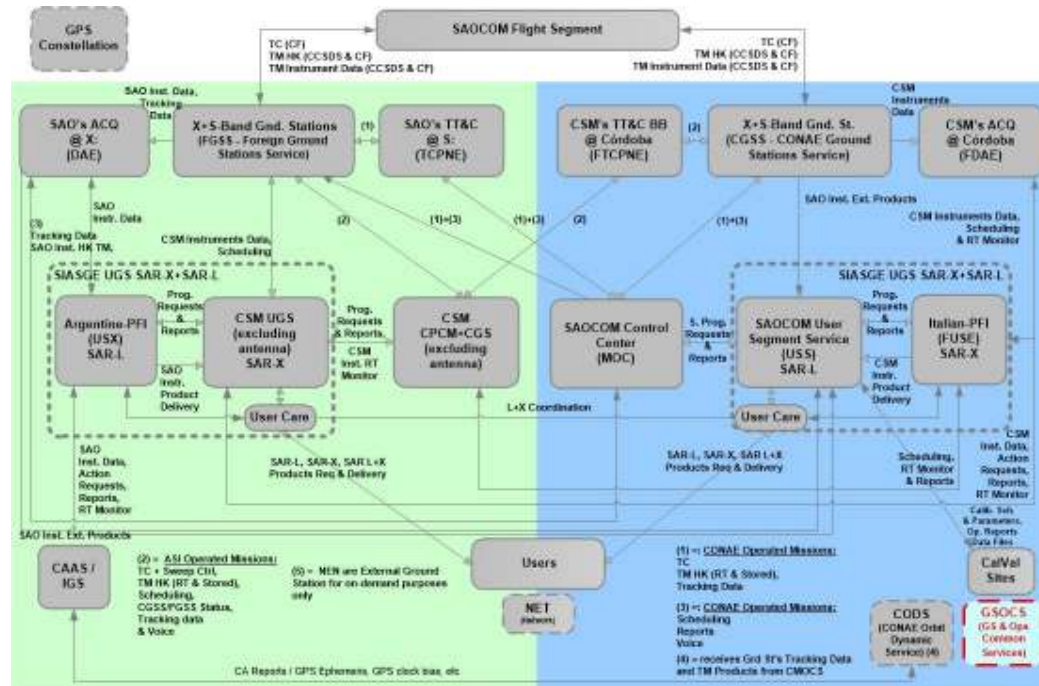 GPS
Constellation
SAOCOM Flight Segment
TC (CF)
TM HK (CCSDS & CF)
TM Instrument Data (CCSDS & CF)
TC (CF)
TM HK (CCSDS & CF)
TM Instrument Data (CCSDS & CF)
SAO Inst. Data,
Tracking
Data
CSM
Instruments
Data
SAO's ACQ
@ X:
(DAE)
X+S-Band Gnd. Stations
(FGSS - Foreign Ground
Stations Service)
(1)
SAO's TT&C
@ S:
(TCPNE)
CSM's TT&C BB
@ Córdoba
(FTCPNE)
(2)
X+S-Band Gnd. St.
(CGSS - CONAE Ground
Stations Service)
CSM's ACQ
@ Córdoba
(FDAE)
SAO
Instr. Data
(3)
Tracking Data
SAO Inst. HK TM,
CSM Instruments Data,
Scheduling
(2)
(1)+(3)
(1)+(3)
(2)
(1)+(3)
SAO Inst. Ext. Products
CSM Instruments Data,
Scheduling
& RT Monitor
SIASGE UGS SAR-X+SAR-L
SIASGE UGS SAR-X+SAR-L
Argentine-PFI
(USX)
SAR-L
Prog.
Requests
&
Reports
CSM UGS
(excluding
antenna)
SAR-X
Prog.
Requests
& Reports
CSM
Inst. RT
Monitor
CSM
CPCM+CGS
(excluding
antenna)
SAOCOM Control
Center
(MOC)
S. Prog.
Requests
&
Reports
SAOCOM User
Segment Service
(USS)
SAR-L
Prog.
Requests
&
Reports
Italian-PFI
(FUSE)
SAR-X
SAO
Instr.
Product
Delivery
CSM
Instr.
Product
Delivery
User Care
L+X Coordination
User Care
SAO
Inst. Data,
Action
Requests,
Reports,
RT Monitor
SAR-L, SAR-X, SAR L+X
Products Req & Delivery
SAR-L, SAR-X, SAR L+X
Products Req & Delivery
Scheduling,
RT Monitor
& Reports
CSM
Inst. Data,
Action
Requests,
Reports,
RT Monitor
SAO Inst. Ext. Products
Calib. Sch.
& Parameters,
Op. Reports
Data Files
CAAS /
IGS
(2) = ASI Operated Missions:
TC + Sweep Ctrl,
TM HK (RT & Stored),
Scheduling,
CGSS/FGSS Status,
Tracking data
& Voice
(5) = NEN are External Ground
Station for on-demand purposes
only
Users
NET
(1) =: CONAE Operated Missions:
TC
TM HK (RT & Stored),
Tracking Data
(3) =: CONAE Operated Missions:
Scheduling
Reports
Voice
(4) = receives Grd St's Tracking Data
and TM Products from CMOCS
CalVal
Sites
CODS
(CONAE Orbit
Dynamic
Service) (4)
GSOCS
(GS & Ops
Common
Services)
CA Reports / GPS Ephemeris, GPS clock bias, etc